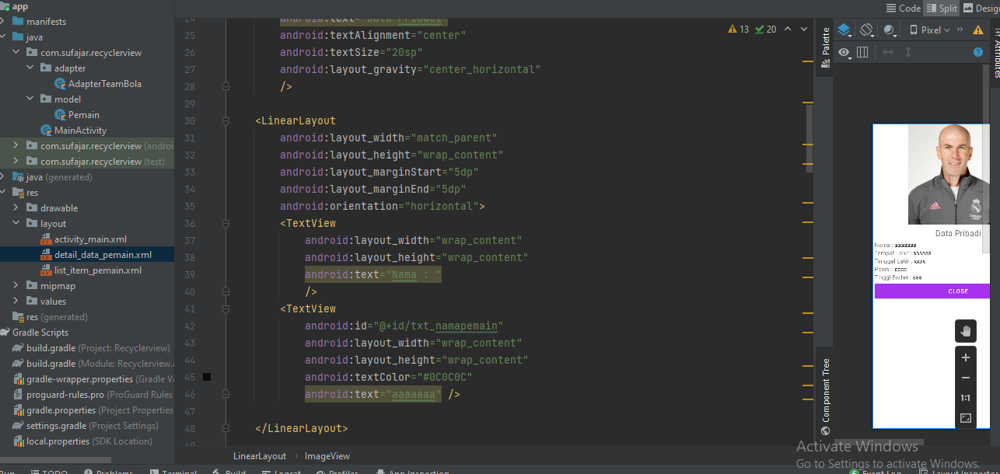 app
Code
Split
Design
manifests
java
com.sufajar.recyclerview
adapter
AdapterTeamBola
model
Pemain
MainActivity
com.sufajar.recyclerview (androi
com.sufajar.recyclerview (test)
java (generated)
res
drawable
layout
activity_main.xml
detail_data_pemain.xml
list_item_pemain.xml
mipmap
values
res (generated)
Gradle Scripts
build.gradle (Project: Recyclerview)
build.gradle (Module: Recyclerview.a
gradle-wrapper.properties (Gradle Ve
proguard-rules.pro (ProGuard Rules
gradle.properties (Project Properties
settings.gradle (Project Settings)
local.properties (SDK Location)
24 android:text="Data Pribadi"
25 android:textAlignment="center"
26 android:textSize="20sp"
27 android:layout_gravity="center_horizontal"
28 />
29
30 <LinearLayout
31 android:layout_width="match_parent"
32 android:layout_height="wrap_content"
33 android:layout_marginStart="5dp"
34 android:layout_marginEnd="5dp"
35 android:orientation="horizontal">
36 <TextView
37 android:layout_width="wrap_content"
38 android:layout_height="wrap_content"
39 android:text="Nama : "
40 />
41 <TextView
42 android:id="@+id/txt_namapemain"
43 android:layout_width="wrap_content"
44 android:layout_height="wrap_content"
45 android:textColor="#0C0C0C"
46 android:text="aaaaaaa" />
47
48 </LinearLayout>
49
13 20
LinearLayout > ImageView
Palette
Component Tree
Pixel
Attributes
Data Pribadi
Nama : aaaaaaa
Tempat Lahir : ssssss
Tanggal Lahir : xxxx
Posisi : cccc
Tinggi Badan : aaa
CLOSE
1:1
Activate Windows
Go to Settings to activate Windows.
Run
TODO
Problems
Terminal
Build
Logcat
Profiler
App Inspection
Event Log
Layout Inspector